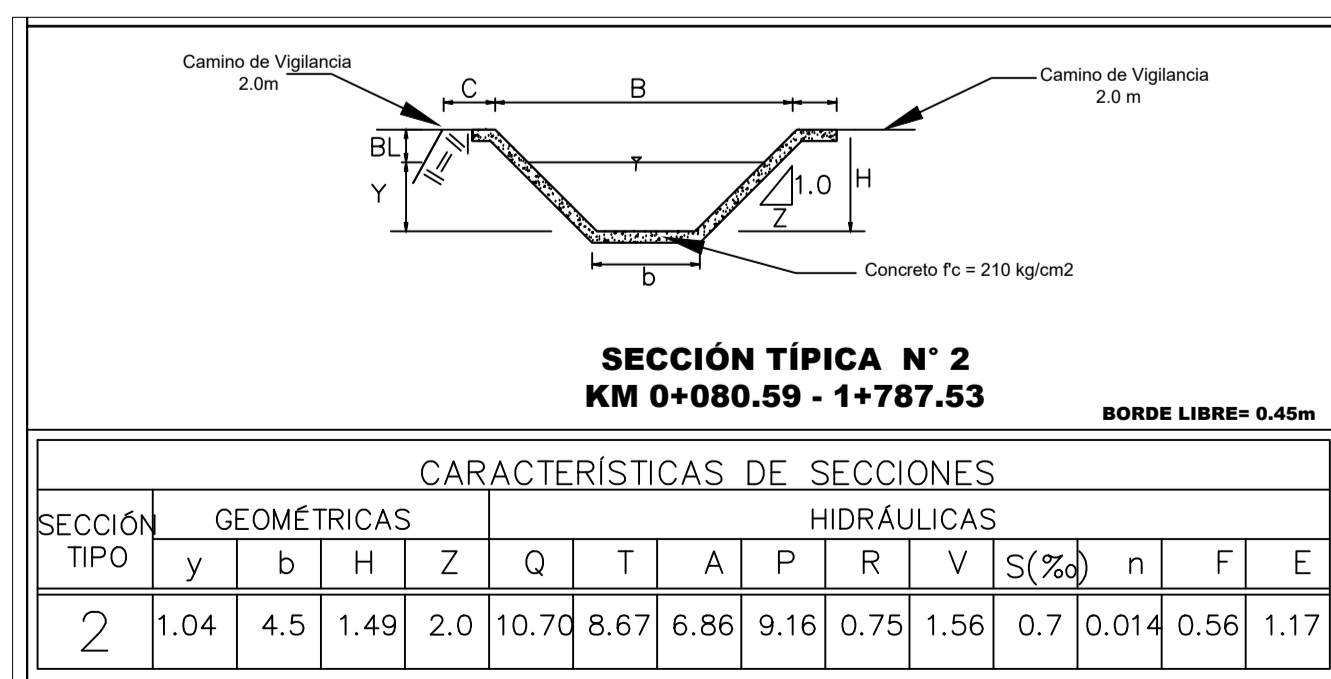 Camino de Vigilancia
2.0m
C
B
Camino de Vigilancia
2.0 m
BL
Y
1.0
Z
H
b
Concreto f'c = 210 kg/cm2
SECCIÓN TÍPICA N° 2
KM 0+080.59 - 1+787.53
BORDE LIBRE= 0.45m
CARACTERÍSTICAS DE SECCIONES
SECCIÓN TIPO
GEOMÉTRICAS
HIDRÁULICAS
y b H Z Q T A P R V S(‰) n F E
2 1.04 4.5 1.49 2.0 10.70 8.67 6.86 9.16 0.75 1.56 0.7 0.014 0.56 1.17